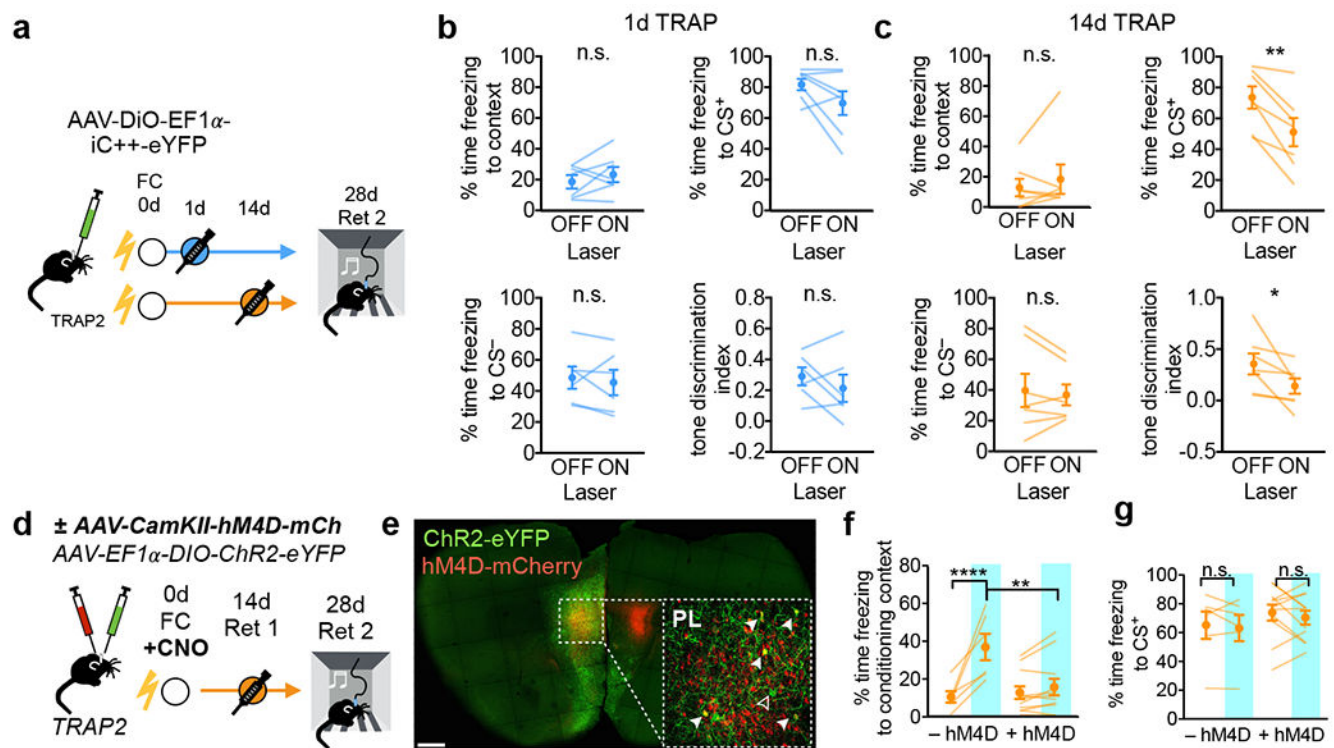 a
AAV-DiO-EF1α-
iC++-eYFP
FC
0d
1d
14d
28d
Ret 2
TRAP2
b
1d TRAP
n.s.
% time freezing
to context
100
80
60
40
20
0
OFF ON
Laser
n.s.
% time freezing
to CS+
100
80
60
40
20
0
OFF ON
Laser
n.s.
% time freezing
to CS–
100
80
60
40
20
0
OFF ON
Laser
n.s.
tone discrimination
index
0.8
0.6
0.4
0.2
0.0
-0.2
OFF ON
Laser
c
14d TRAP
n.s.
% time freezing
to context
100
80
60
40
20
0
OFF ON
Laser
**
% time freezing
to CS+
100
80
60
40
20
0
OFF ON
Laser
n.s.
% time freezing
to CS–
100
80
60
40
20
0
OFF ON
Laser
*
tone discrimination
index
1.0
0.5
0.0
-0.5
OFF ON
Laser
d
± AAV-CamKII-hM4D-mCh
AAV-EF1α-DIO-ChR2-eYFP
0d
FC
+CNO
14d
Ret 1
28d
Ret 2
TRAP2
e
ChR2-eYFP
hM4D-mCherry
PL
f
% time freezing
to conditioning context
80
60
40
20
0
****
**
– hM4D + hM4D
g
% time freezing
to CS+
100
80
60
40
20
0
n.s.
n.s.
– hM4D + hM4D